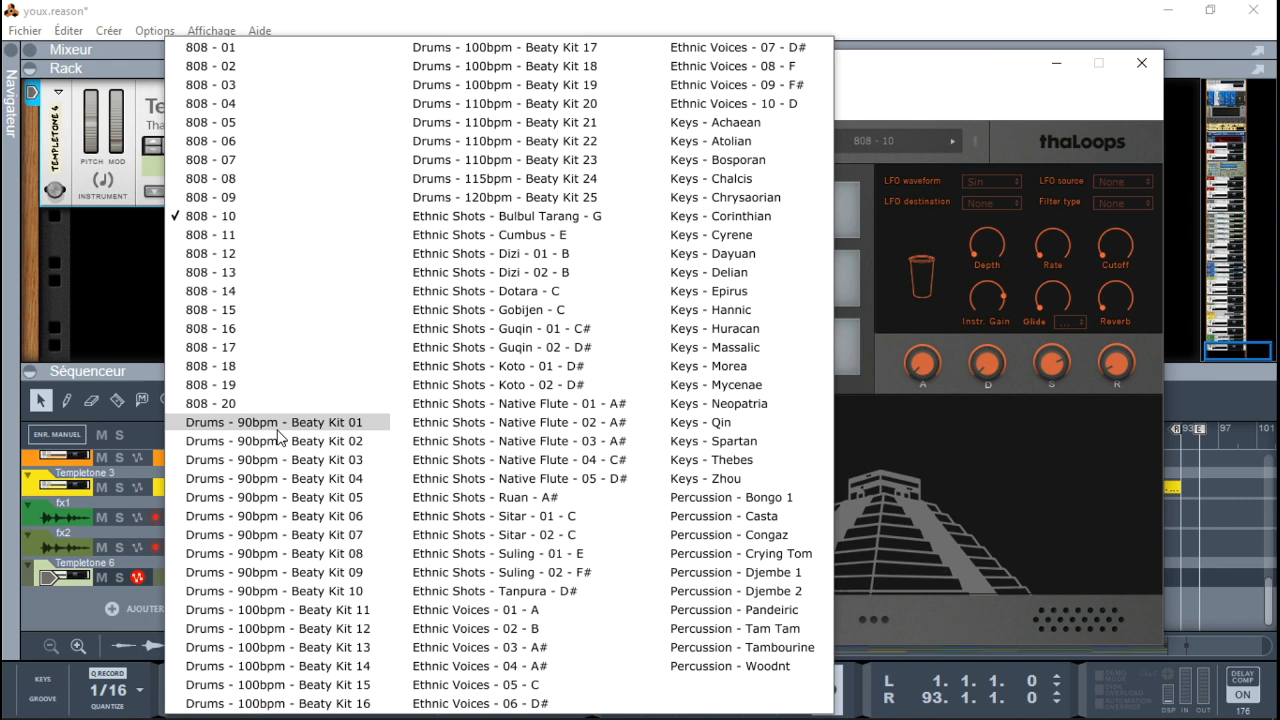 youx.reason*
Fichier Éditer Créer Options Affichage Aide
Mixeur
Rack
Navigateur
TEMPLETONE 6
PITCH MOD
INSTRUMENT
Séquenceur
ENR. MANUEL M S
M S
Templetone 3
M S
fx1
M S
fx2
M S
Templetone 6
M S
808 - 01
808 - 02
808 - 03
808 - 04
808 - 05
808 - 06
808 - 07
808 - 08
808 - 09
808 - 10
808 - 11
808 - 12
808 - 13
808 - 14
808 - 15
808 - 16
808 - 17
808 - 18
808 - 19
808 - 20
Drums - 90bpm - Beaty Kit 01
Drums - 90bpm - Beaty Kit 02
Drums - 90bpm - Beaty Kit 03
Drums - 90bpm - Beaty Kit 04
Drums - 90bpm - Beaty Kit 05
Drums - 90bpm - Beaty Kit 06
Drums - 90bpm - Beaty Kit 07
Drums - 90bpm - Beaty Kit 08
Drums - 90bpm - Beaty Kit 09
Drums - 90bpm - Beaty Kit 10
Drums - 100bpm - Beaty Kit 11
Drums - 100bpm - Beaty Kit 12
Drums - 100bpm - Beaty Kit 13
Drums - 100bpm - Beaty Kit 14
Drums - 100bpm - Beaty Kit 15
Drums - 100bpm - Beaty Kit 16
Drums - 100bpm - Beaty Kit 17
Drums - 100bpm - Beaty Kit 18
Drums - 100bpm - Beaty Kit 19
Drums - 110bpm - Beaty Kit 20
Drums - 110bpm - Beaty Kit 21
Drums - 110bpm - Beaty Kit 22
Drums - 110bpm - Beaty Kit 23
Drums - 115bpm - Beaty Kit 24
Drums - 120bpm - Beaty Kit 25
Ethnic Shots - Bulbul Tarang - G
Ethnic Shots - Cumbus - E
Ethnic Shots - Dizi - 01 - B
Ethnic Shots - Dizi - 02 - B
Ethnic Shots - Dotara - C
Ethnic Shots - Gobijen - C
Ethnic Shots - Guqin - 01 - C#
Ethnic Shots - Guqin - 02 - D#
Ethnic Shots - Koto - 01 - D#
Ethnic Shots - Koto - 02 - D#
Ethnic Shots - Native Flute - 01 - A#
Ethnic Shots - Native Flute - 02 - A#
Ethnic Shots - Native Flute - 03 - A#
Ethnic Shots - Native Flute - 04 - C#
Ethnic Shots - Native Flute - 05 - D#
Ethnic Shots - Ruan - A#
Ethnic Shots - Sitar - 01 - C
Ethnic Shots - Sitar - 02 - C
Ethnic Shots - Suling - 01 - E
Ethnic Shots - Suling - 02 - F#
Ethnic Shots - Tanpura - D#
Ethnic Voices - 01 - A
Ethnic Voices - 02 - B
Ethnic Voices - 03 - A#
Ethnic Voices - 04 - A#
Ethnic Voices - 05 - C
Ethnic Voices - 06 - D#
Ethnic Voices - 07 - D#
Ethnic Voices - 08 - F
Ethnic Voices - 09 - F#
Ethnic Voices - 10 - D
Keys - Achaean
Keys - Atolian
Keys - Bosporan
Keys - Chalcis
Keys - Chrysaorian
Keys - Corinthian
Keys - Cyrene
Keys - Dayuan
Keys - Delian
Keys - Epirus
Keys - Hannic
Keys - Huracan
Keys - Massalic
Keys - Morea
Keys - Mycenae
Keys - Neopatria
Keys - Qin
Keys - Spartan
Keys - Thebes
Keys - Zhou
Percussion - Bongo 1
Percussion - Casta
Percussion - Congaz
Percussion - Crying Tom
Percussion - Djembe 1
Percussion - Djembe 2
Percussion - Pandeiric
Percussion - Tam Tam
Percussion - Tambourine
Percussion - Woodnt
808 - 10
thaLoops
LFO waveform Sin LFO source None
LFO destination None Filter type None
Depth Rate Cutoff
Instr. Gain Glide ... Reverb
A D S R
93 E 97 101
KEYS
GROOVE
Q RECORD
1/16
QUANTIZE
L 1. 1. 1. 0
R 93. 1. 1. 0
CALC
DSP IN OUT
DELAY
COMP
ON
176